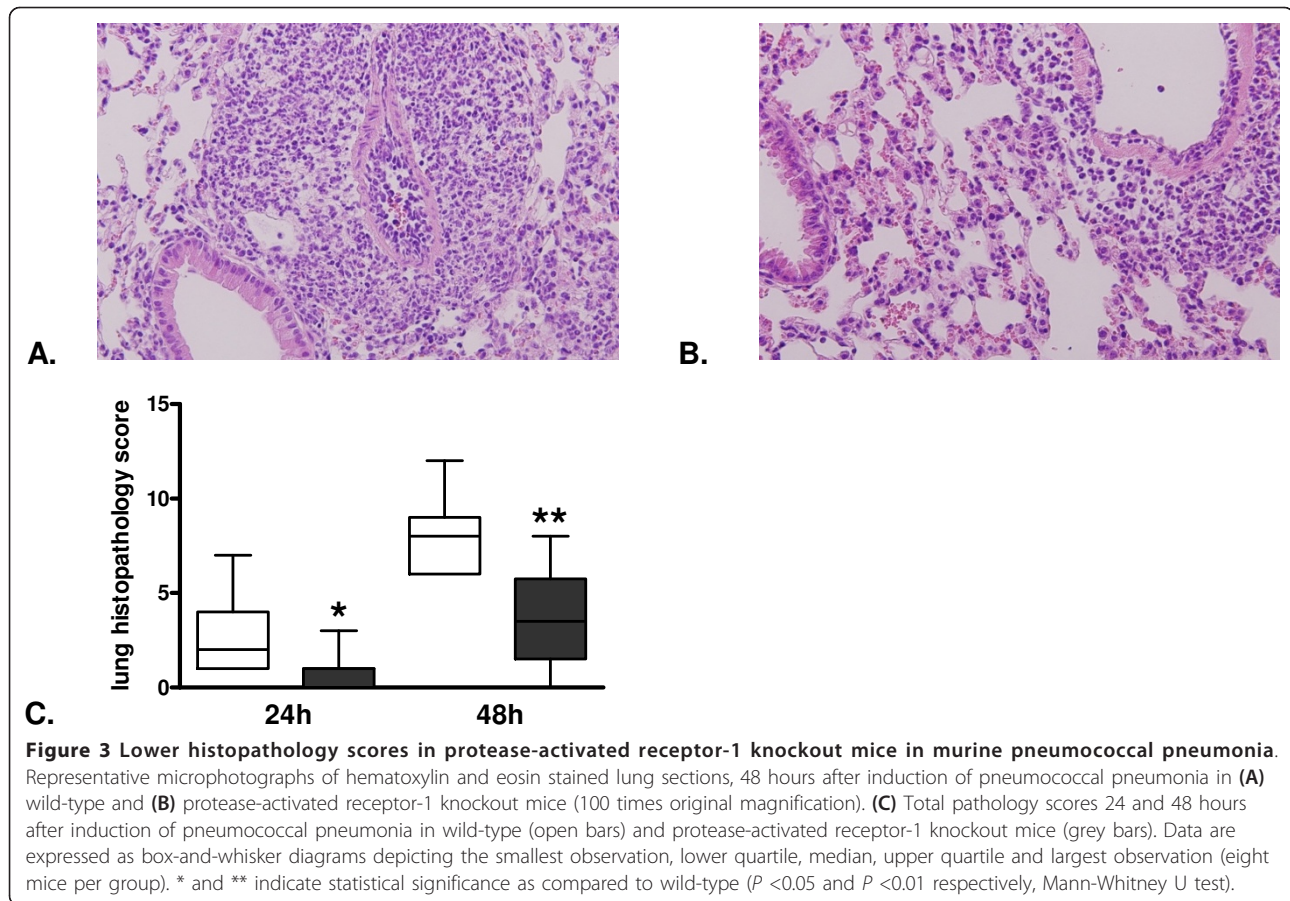 A.
B.
15
10
5
0
lung histopathology score
*
**
24h
48h
C.
Figure 3 Lower histopathology scores in protease-activated receptor-1 knockout mice in murine pneumococcal pneumonia.
Representative microphotographs of hematoxylin and eosin stained lung sections, 48 hours after induction of pneumococcal pneumonia in (A)
wild-type and (B) protease-activated receptor-1 knockout mice (100 times original magnification). (C) Total pathology scores 24 and 48 hours
after induction of pneumococcal pneumonia in wild-type (open bars) and protease-activated receptor-1 knockout mice (grey bars). Data are
expressed as box-and-whisker diagrams depicting the smallest observation, lower quartile, median, upper quartile and largest observation (eight
mice per group). * and ** indicate statistical significance as compared to wild-type (P <0.05 and P <0.01 respectively, Mann-Whitney U test).